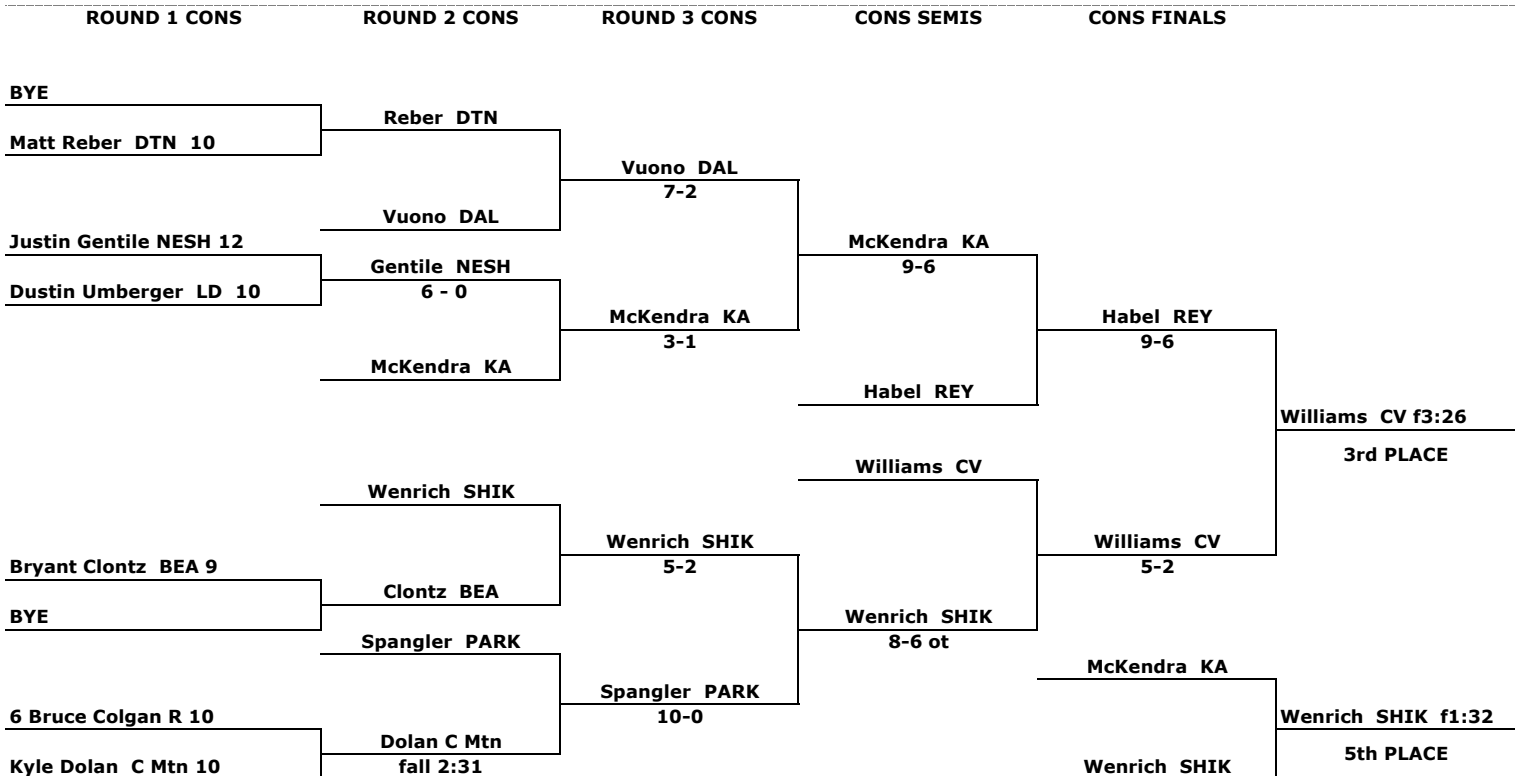 ROUND 1 CONS ROUND 2 CONS ROUND 3 CONS CONS SEMIS CONS FINALS
BYE
Reber DTN
Matt Reber DTN 10
Vuono DAL
7-2
Vuono DAL
Justin Gentile NESH 12
McKendra KA
Gentile NESH
9-6
Dustin Umberger LD 10
6 - 0
McKendra KA
Habel REY
3-1
9-6
McKendra KA
Habel REY
Williams CV f3:26
3rd PLACE
Williams CV
Wenrich SHIK
Wenrich SHIK
Williams CV
5-2
5-2
Bryant Clontz BEA 9
Clontz BEA
BYE
Wenrich SHIK
8-6 ot
Spangler PARK
McKendra KA
Spangler PARK
10-0
6 Bruce Colgan R 10
Wenrich SHIK f1:32
Dolan C Mtn
5th PLACE
Kyle Dolan C Mtn 10
fall 2:31
Wenrich SHIK